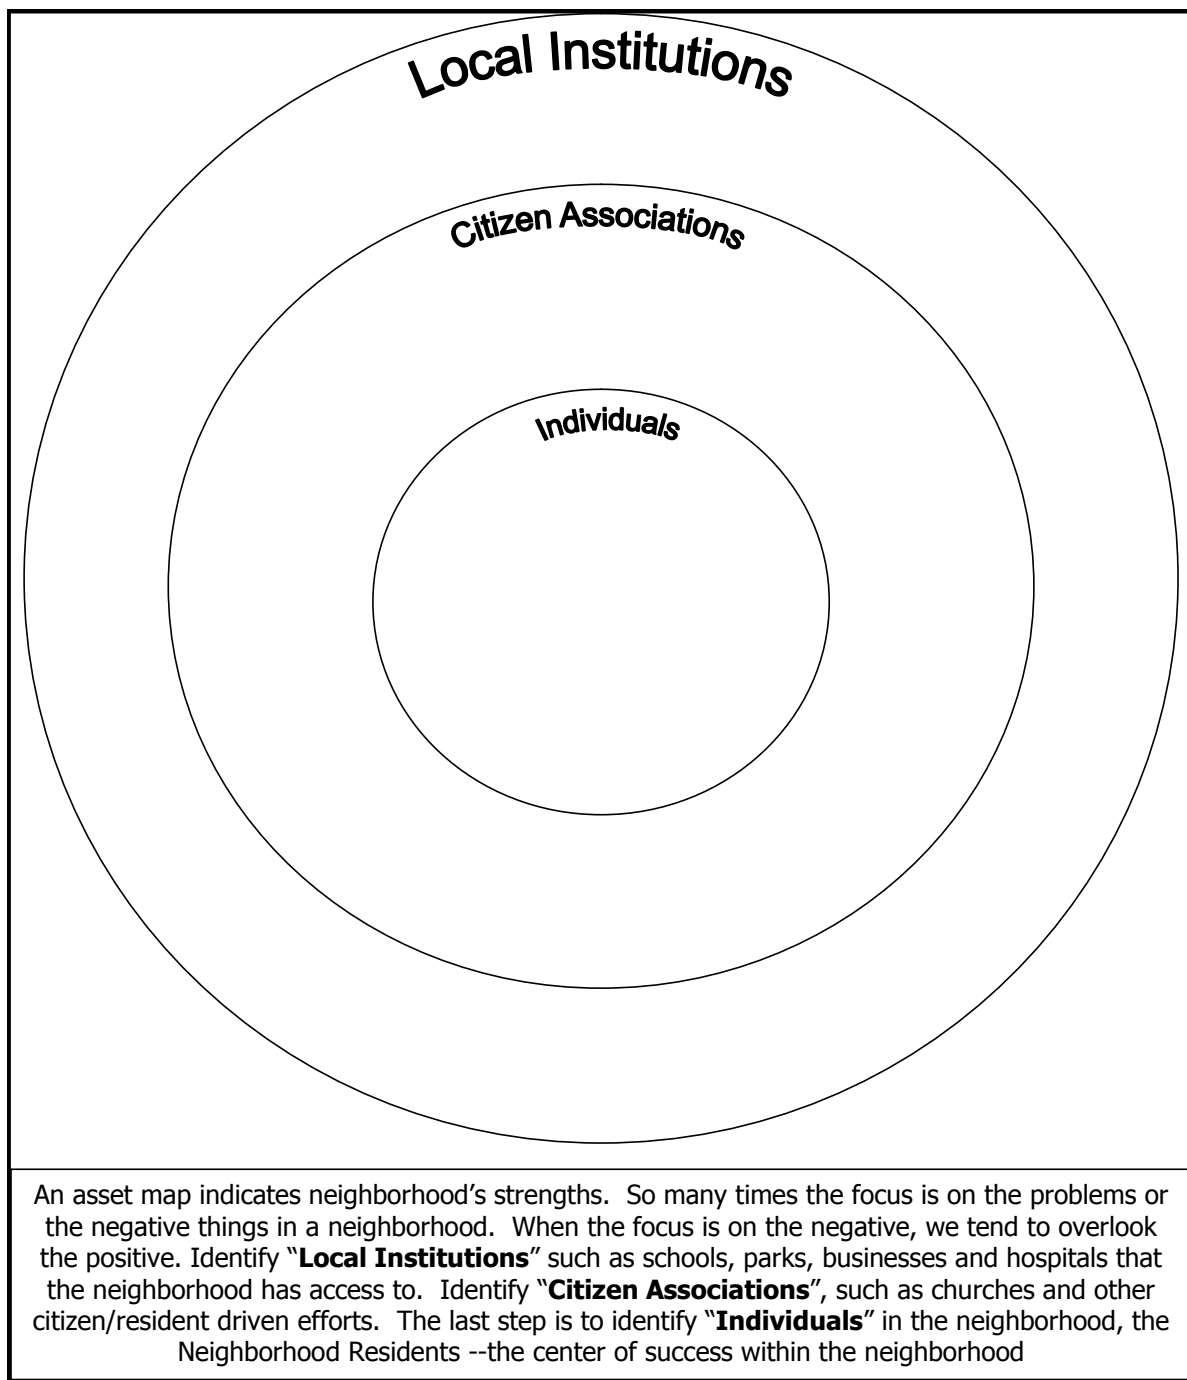 Local Institutions
Citizen Associations
Individuals
An asset map indicates neighborhood's strengths.  So many times the focus is on the problems or
the negative things in a neighborhood.  When the focus is on the negative, we tend to overlook
the positive. Identify “Local Institutions” such as schools, parks, businesses and hospitals that
the neighborhood has access to.  Identify “Citizen Associations”, such as churches and other
citizen/resident driven efforts.  The last step is to identify “Individuals” in the neighborhood, the
Neighborhood Residents --the center of success within the neighborhood